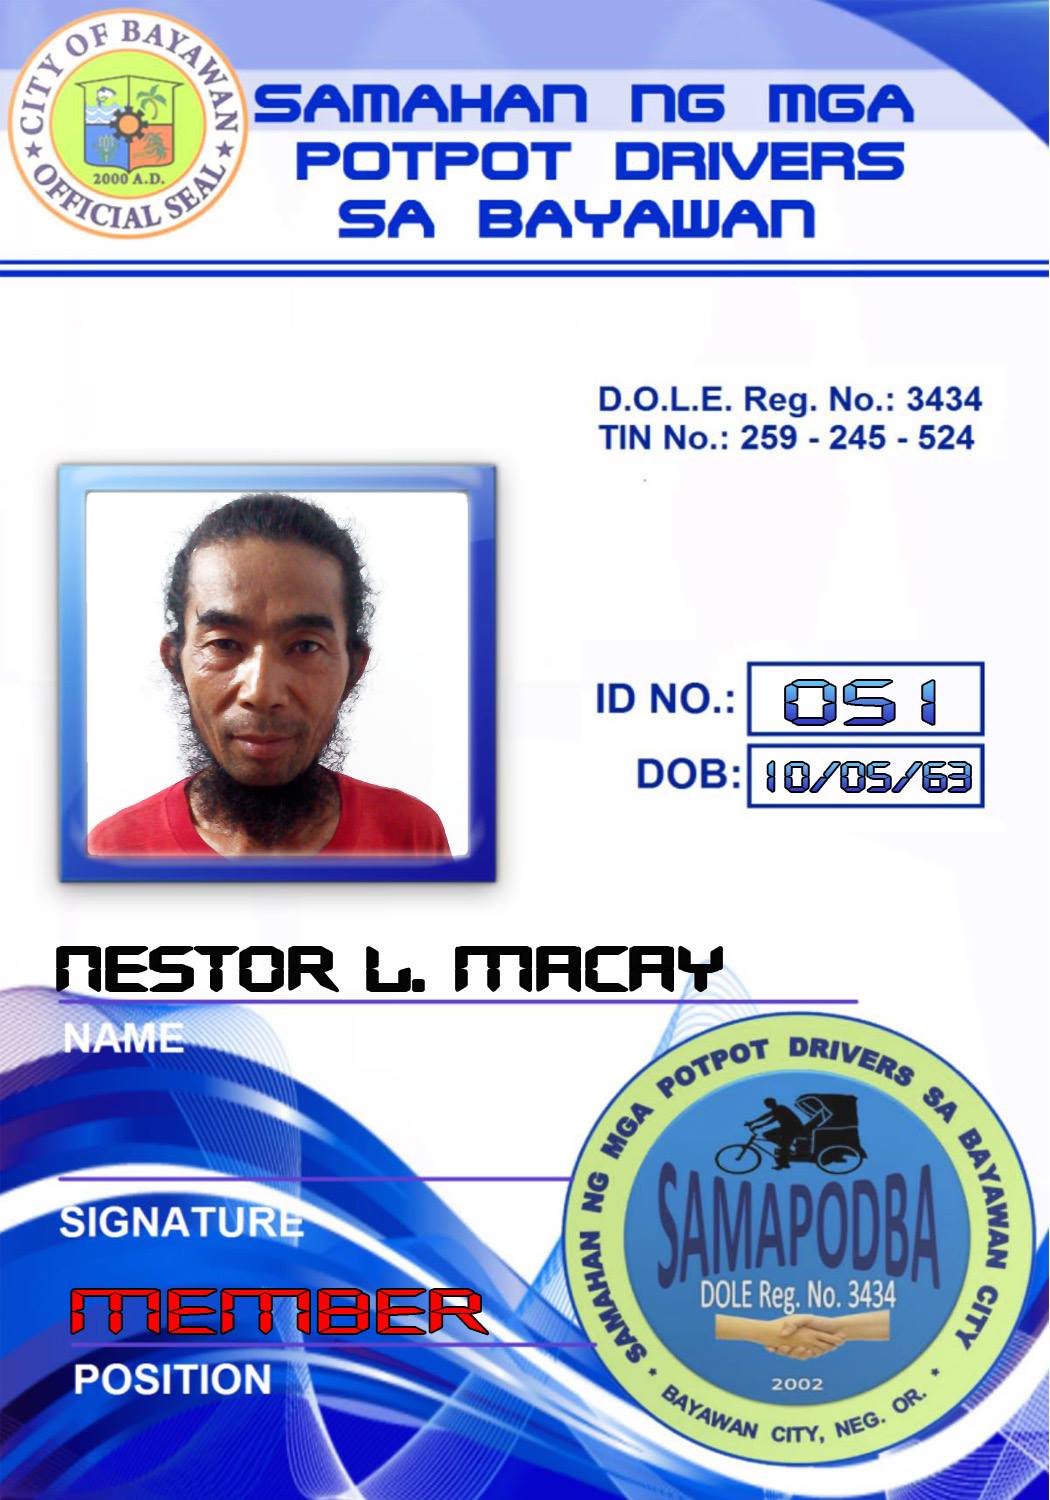 CITY OF BAYAWAN
2000 A.D.
★ OFFICIAL SEAL ★
SAMAHAN NG MGA
POTPOT DRIVERS
SA BAYAWAN
D.O.L.E. Reg. No.: 3434
TIN No.: 259 - 245 - 524
ID NO.: 051
DOB: 10/05/63
NESTOR L. MACAY
NAME
SIGNATURE
MEMBER
POSITION
SAMAHAN NG MGA POTPOT DRIVERS SA BAYAWAN CITY
SAMAPODBA
DOLE Reg. No. 3434
2002
* BAYAWAN CITY, NEG. OR. *